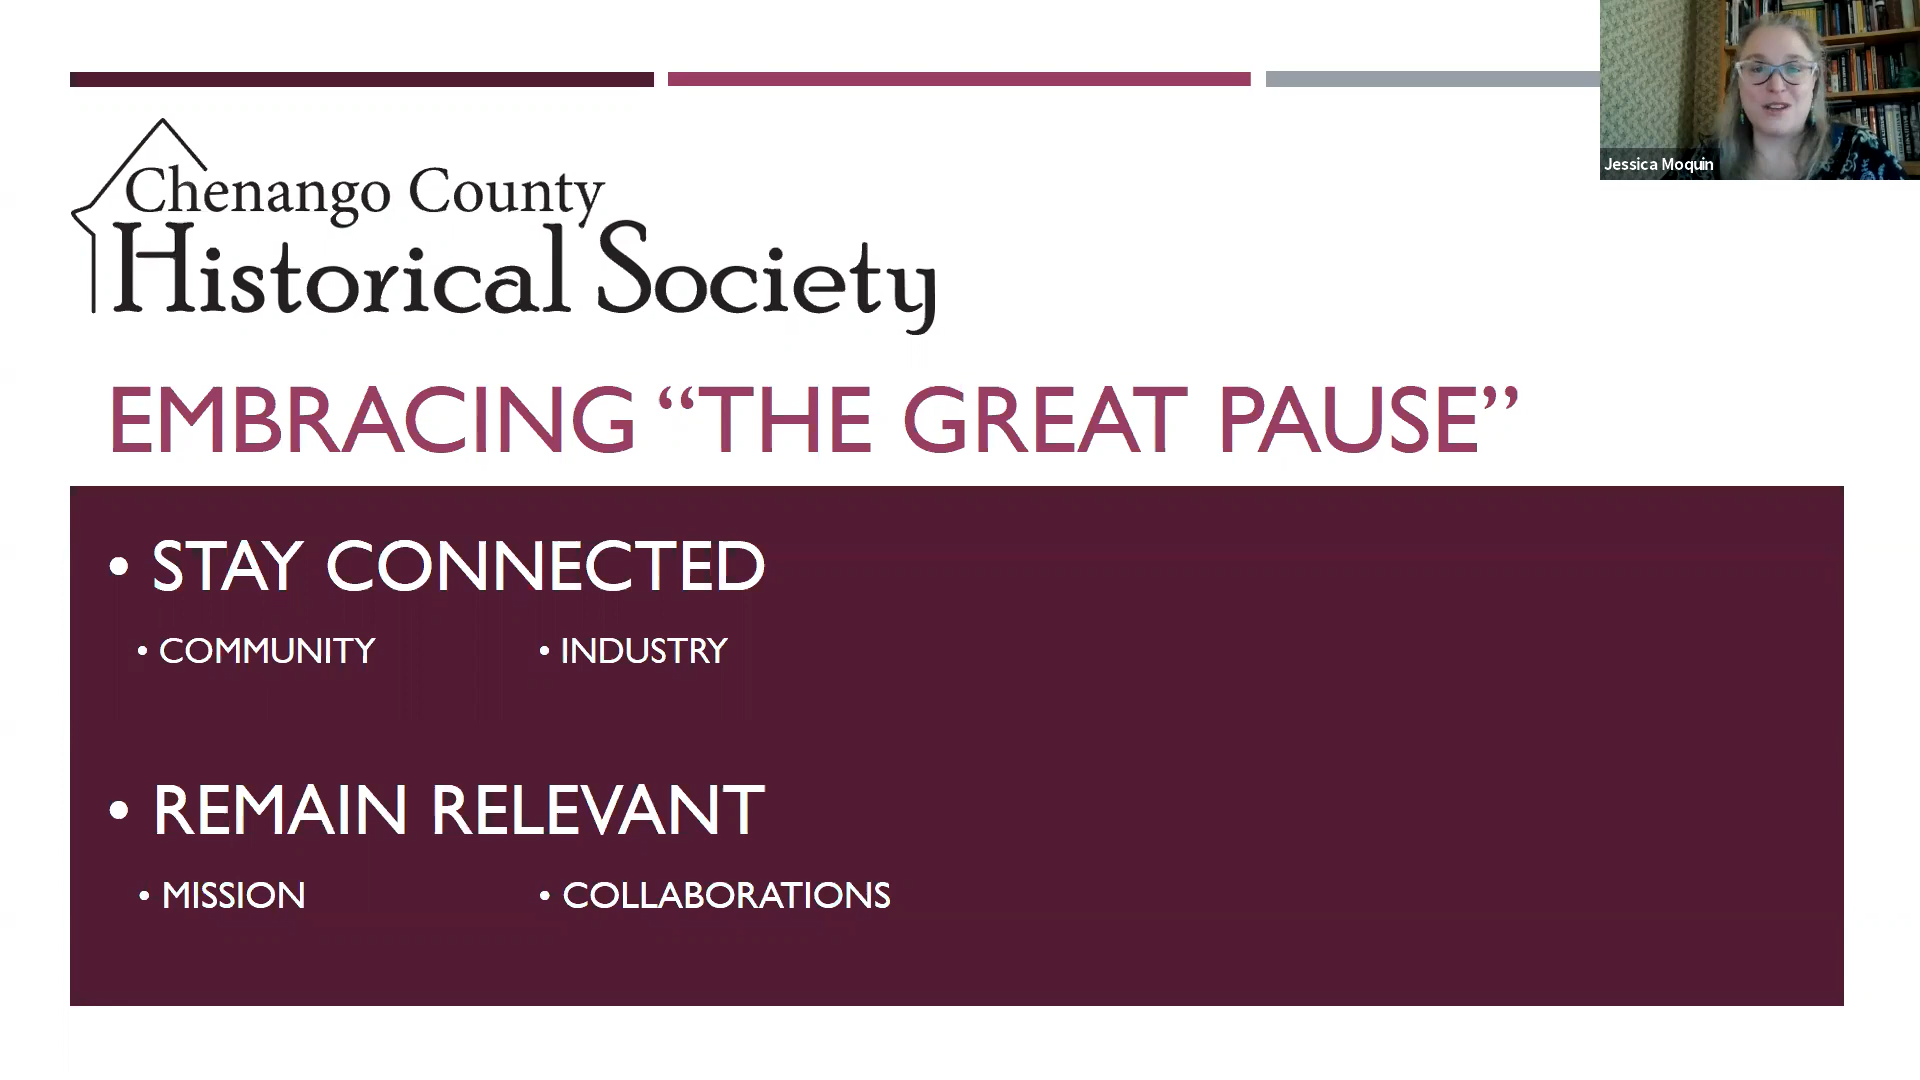 Jessica Moquin
Chenango County
Historical Society
EMBRACING “THE GREAT PAUSE”
• STAY CONNECTED
• COMMUNITY • INDUSTRY
• REMAIN RELEVANT
• MISSION • COLLABORATIONS